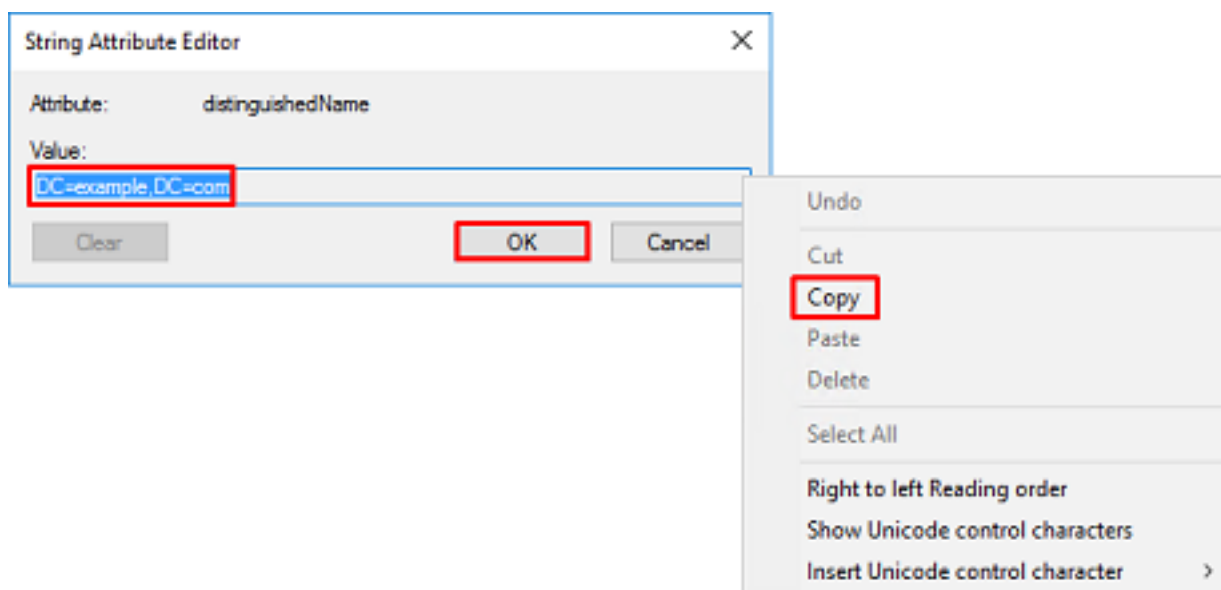 String Attribute Editor
Attribute: distinguishedName
Value:
DC=example,DC=com
Clear OK Cancel
Undo
Cut
Copy
Paste
Delete
Select All
Right to left Reading order
Show Unicode control characters
Insert Unicode control character >